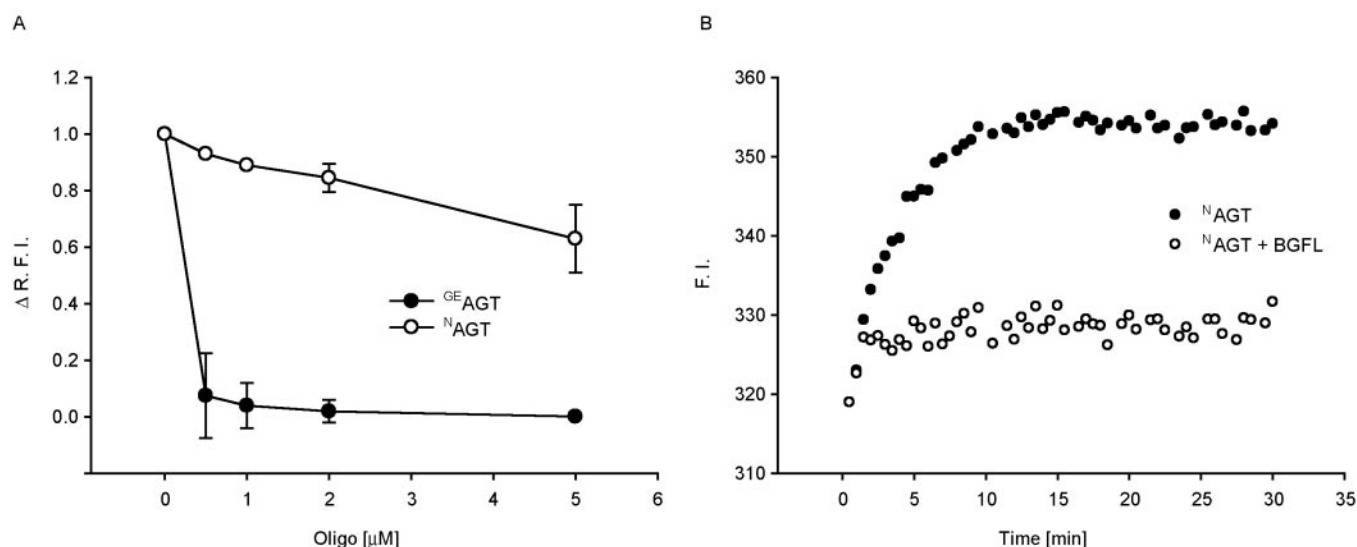 A
1.2
1.0
0.8
0.6
0.4
0.2
0.0
Δ R. F. I.
ᴳᴱAGT
ᴺAGT
0 1 2 3 4 5 6
Oligo [μM]
B
360
350
340
330
320
310
F. I.
ᴺAGT
ᴺAGT + BGFL
0 5 10 15 20 25 30 35
Time [min]